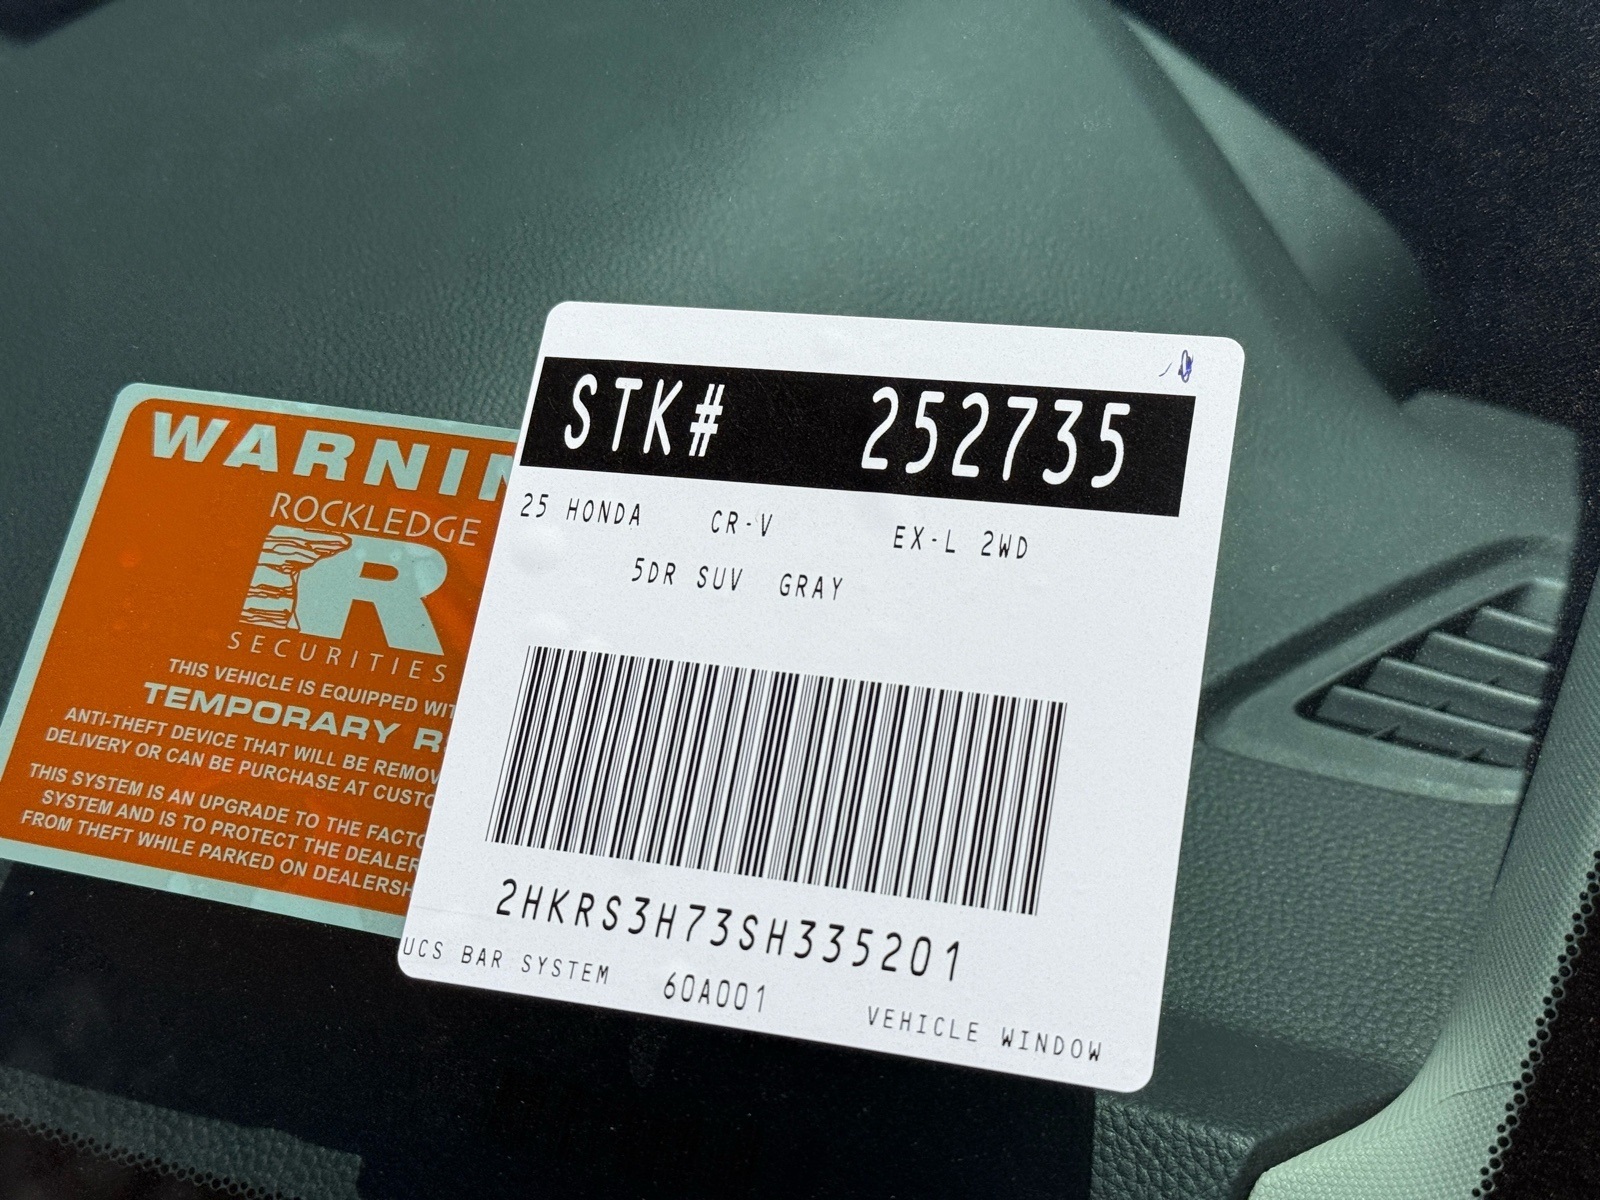 STK# 252735
25 HONDA CR-V EX-L 2WD
5DR SUV GRAY
2HKRS3H73SH335201
UCS BAR SYSTEM 60A001 VEHICLE WINDOW
WARNIN
ROCKLEDGE
R
SECURITIES
THIS VEHICLE IS EQUIPPED WIT
TEMPORARY R
ANTI-THEFT DEVICE THAT WILL BE REMOV
DELIVERY OR CAN BE PURCHASE AT CUSTO
THIS SYSTEM IS AN UPGRADE TO THE FACTO
SYSTEM AND IS TO PROTECT THE DEALER
FROM THEFT WHILE PARKED ON DEALERSH